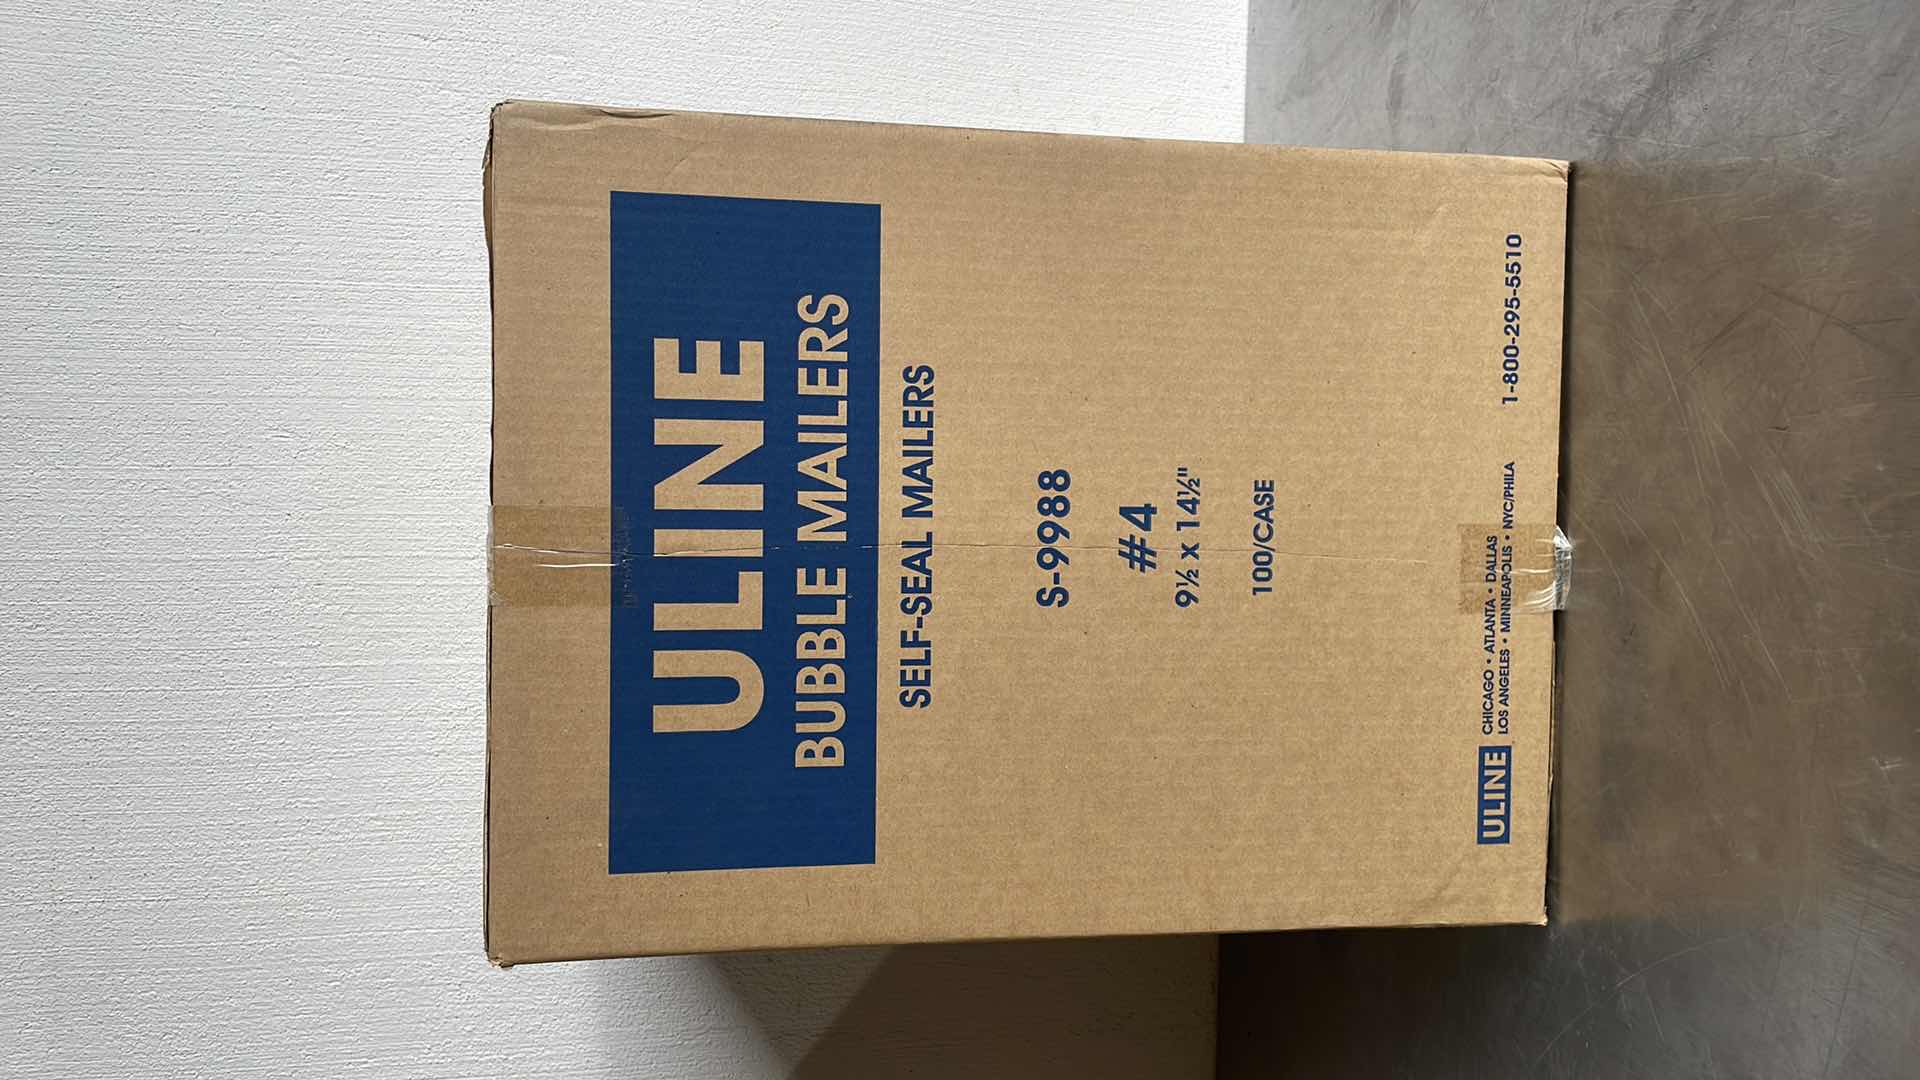 ULINE
BUBBLE MAILERS
SELF-SEAL MAILERS
S-9988
#4
9½ x 14½"
100/CASE
ULINE
CHICAGO • ATLANTA • DALLAS
LOS ANGELES • MINNEAPOLIS • NYC/PHILA
1-800-295-5510